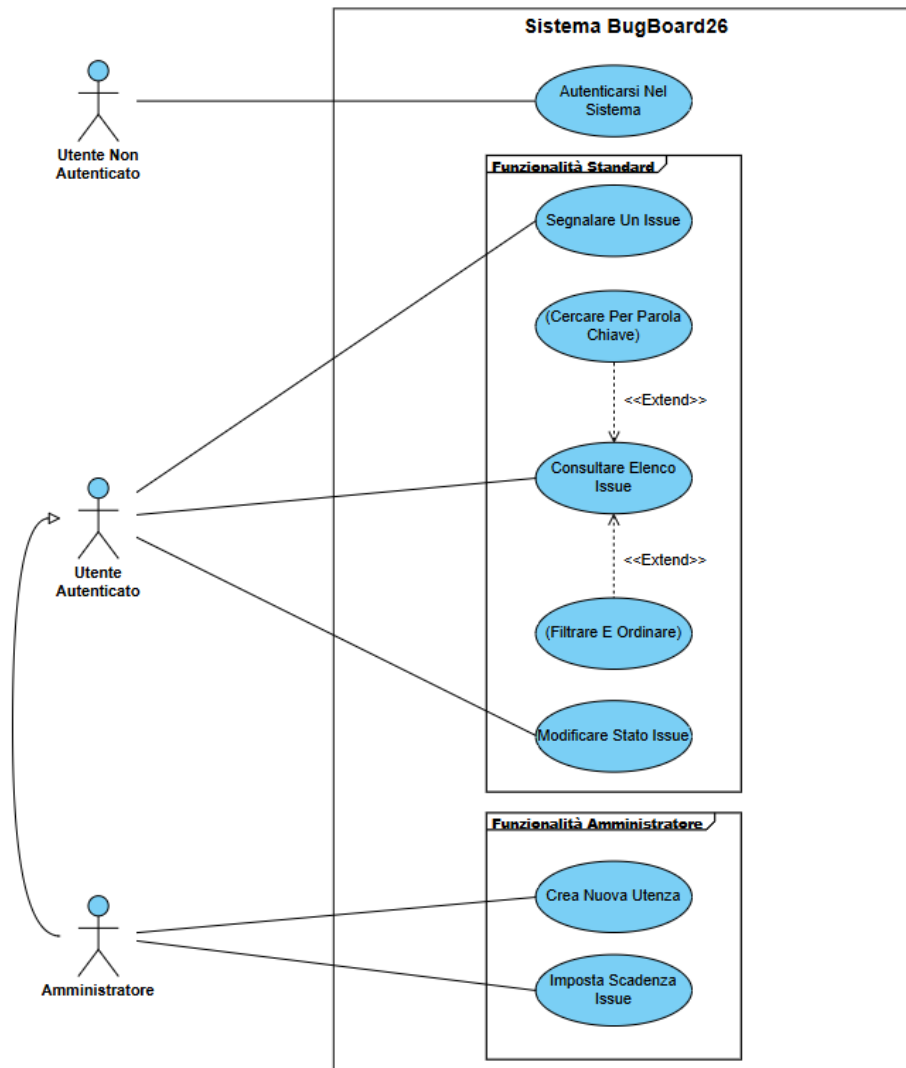 Sistema BugBoard26
Autenticarsi Nel
Sistema
Utente Non
Autenticato
Funzionalità Standard
Segnalare Un Issue
(Cercare Per Parola
Chiave)
<<Extend>>
Consultare Elenco
Issue
Utente
Autenticato
<<Extend>>
(Filtrare E Ordinare)
Modificare Stato Issue
Funzionalità Amministratore
Crea Nuova Utenza
Amministratore
Imposta Scadenza
Issue